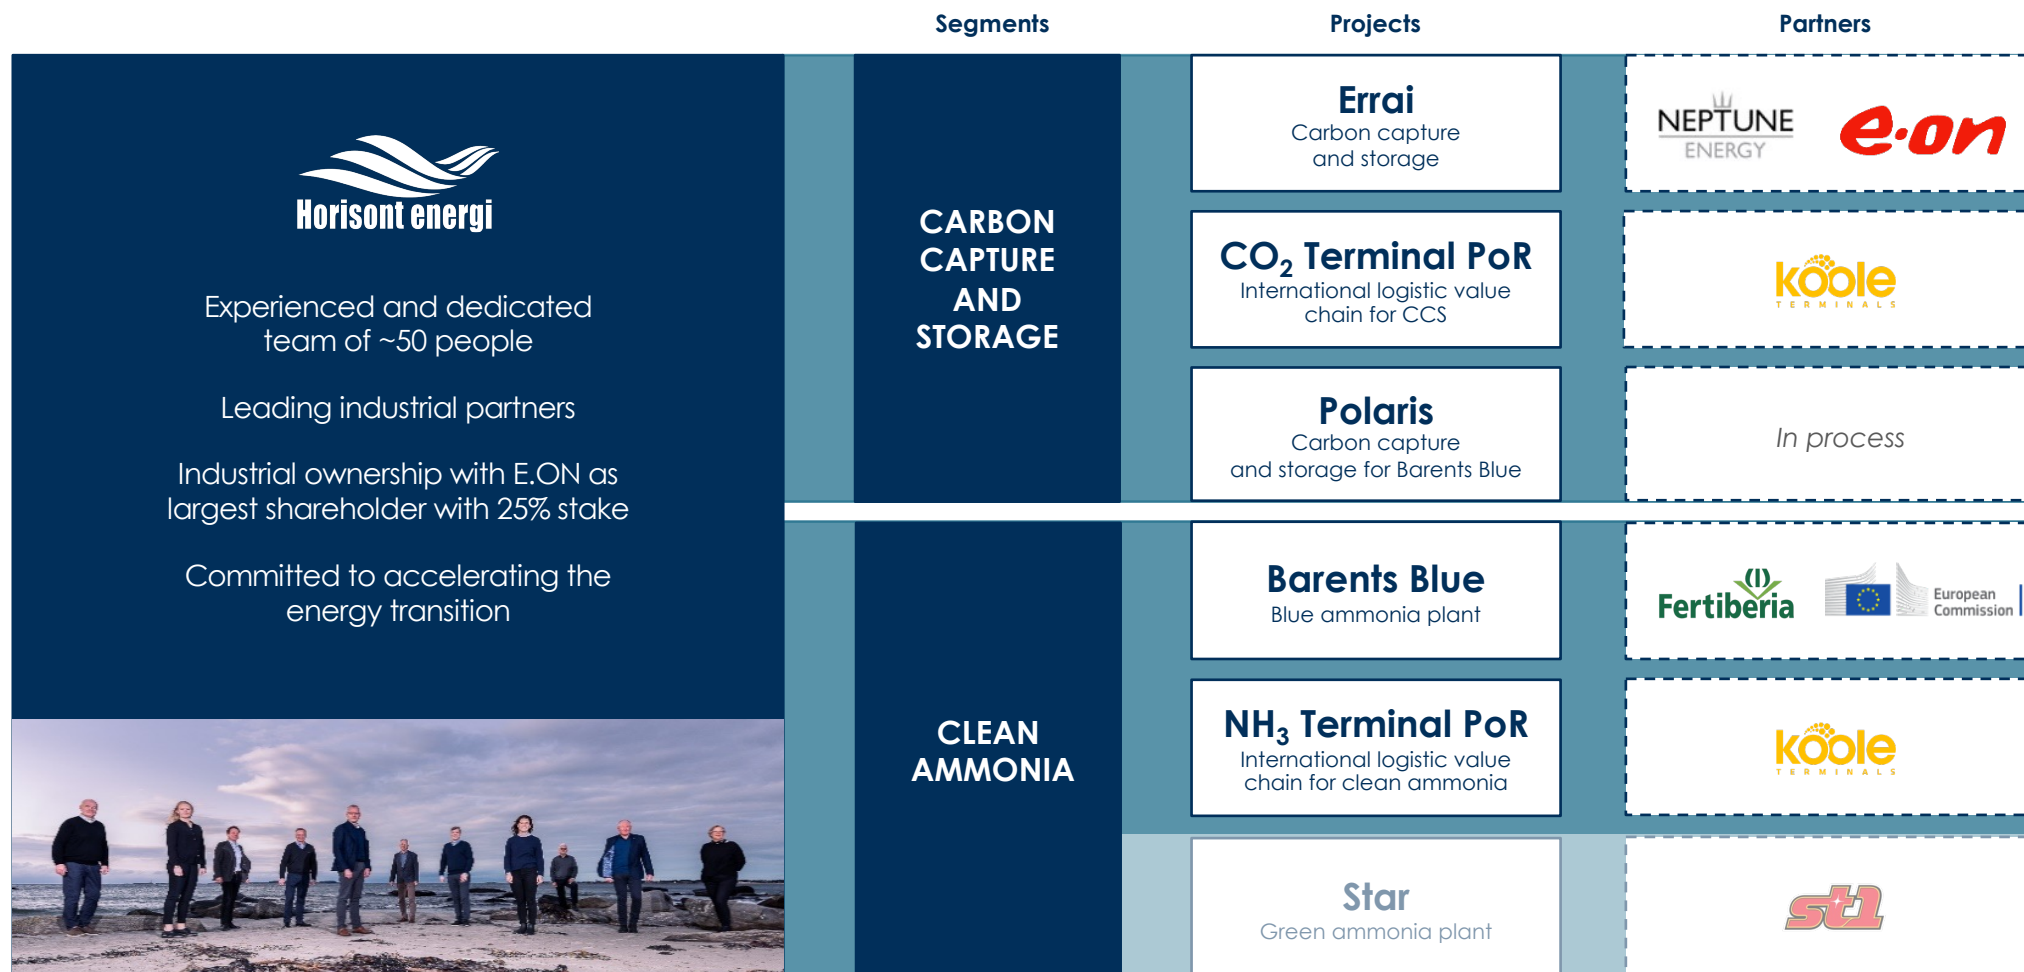 Segments
Projects
Partners
Horisont energi
Experienced and dedicated
team of ~50 people
Leading industrial partners
Industrial ownership with E.ON as
largest shareholder with 25% stake
Committed to accelerating the
energy transition
CARBON
CAPTURE
AND
STORAGE
Errai
Carbon capture
and storage
NEPTUNE
ENERGY
e·on
CO₂ Terminal PoR
International logistic value
chain for CCS
koole
TERMINALS
Polaris
Carbon capture
and storage for Barents Blue
In process
CLEAN
AMMONIA
Barents Blue
Blue ammonia plant
Fertiberia
European
Commission
NH₃ Terminal PoR
International logistic value
chain for clean ammonia
koole
TERMINALS
Star
Green ammonia plant
st1